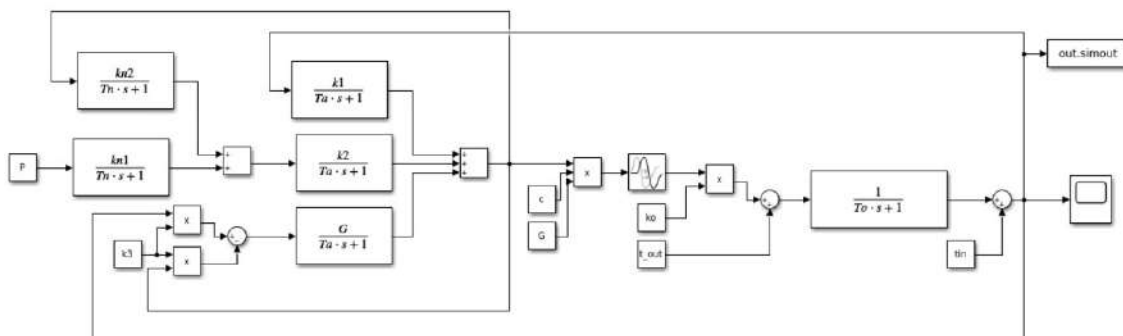 kn2
Tn · s + 1
k1
Ta · s + 1
out.simout
P
kn1
Tn · s + 1
+
+
k2
Ta · s + 1
+
+
+
x
x
c
G
ko
t_out
1
To · s + 1
tin
x
k3
x
G
Ta · s + 1